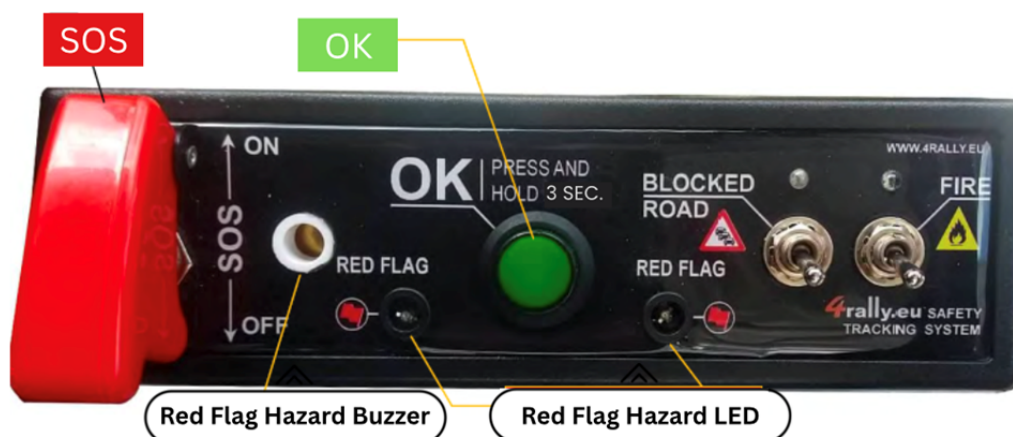 SOS
OK
ON
SOS
OFF
OK
PRESS AND
HOLD 3 SEC.
RED FLAG
RED FLAG
BLOCKED
ROAD
WWW.4RALLY.EU
FIRE
4rally.eu SAFETY
TRACKING SYSTEM
Red Flag Hazard Buzzer
Red Flag Hazard LED